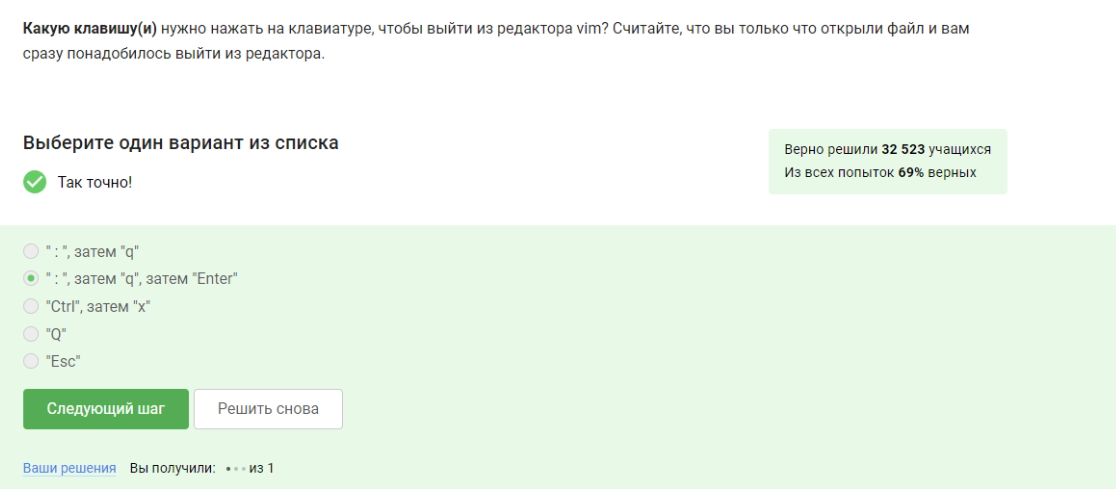 Какую клавишу(и) нужно нажать на клавиатуре, чтобы выйти из редактора vim? Считайте, что вы только что открыли файл и вам
сразу понадобилось выйти из редактора.
Выберите один вариант из списка
Так точно!
Верно решили 32 523 учащихся
Из всех попыток 69% верных
" : ", затем "q"
" : ", затем "q", затем "Enter"
"Ctrl", затем "x"
"Q"
"Esc"
Следующий шаг
Решить снова
Ваши решения Вы получили: из 1